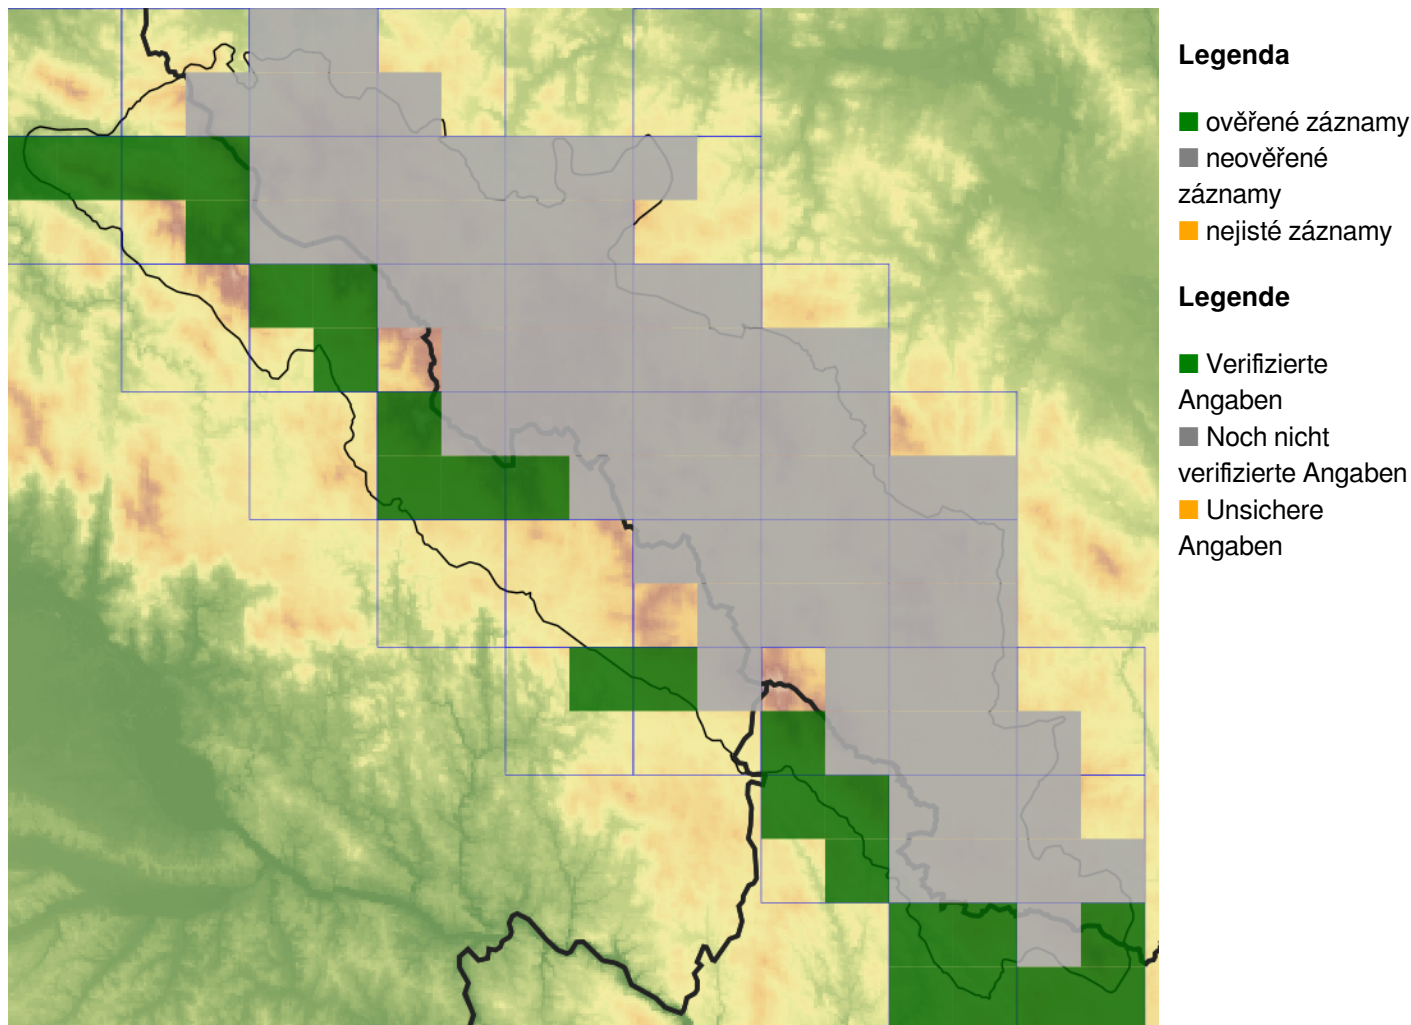 Legenda
ověřené záznamy
neověřené
záznamy
nejisté záznamy
Legende
Verifizierte
Angaben
Noch nicht
verifizierte Angaben
Unsichere
Angaben